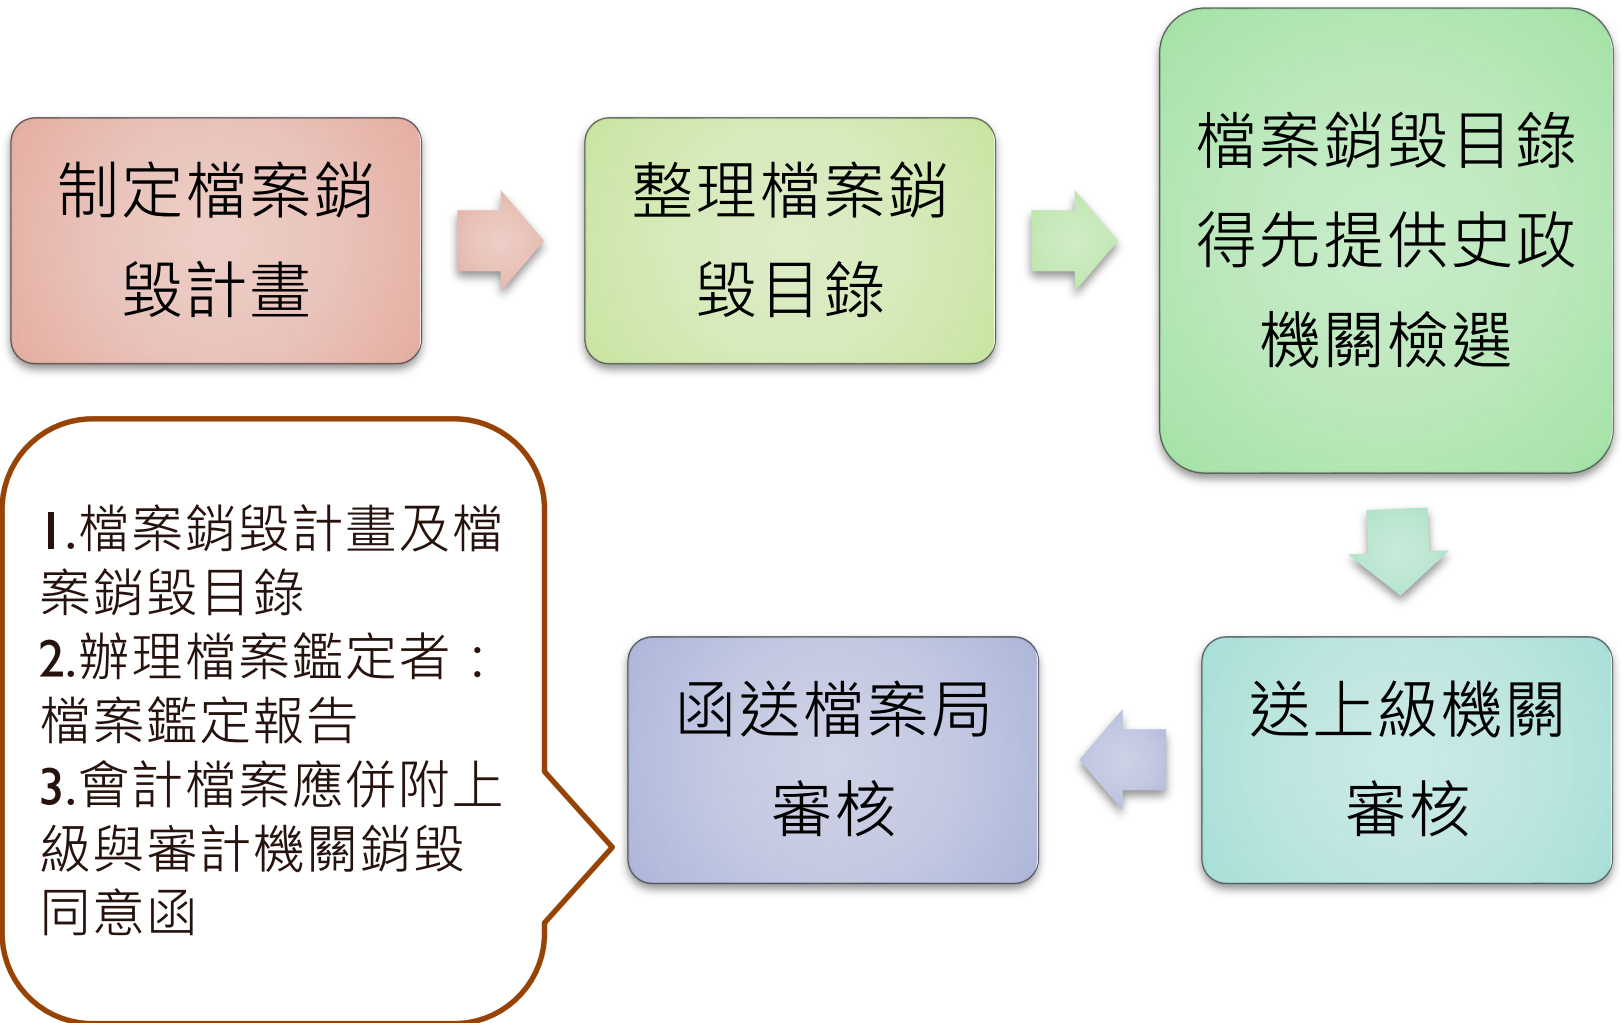 制定檔案銷
毀計畫
整理檔案銷
毀目錄
檔案銷毀目錄
得先提供史政
機關檢選
送上級機關
審核
函送檔案局
審核
1.檔案銷毀計畫及檔
案銷毀目錄
2.辦理檔案鑑定者：
檔案鑑定報告
3.會計檔案應併附上
級與審計機關銷毀
同意函